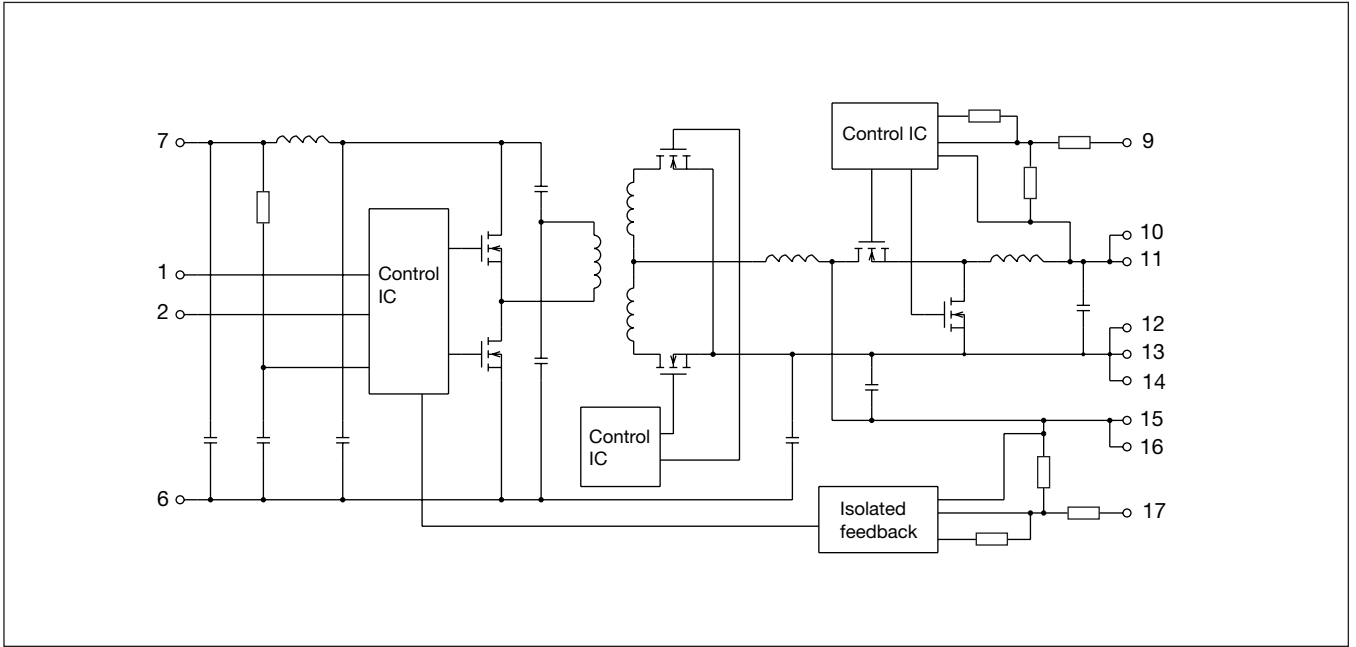 7
1
2
6
Control
IC
Control
IC
Control IC
Isolated
feedback
9
10
11
12
13
14
15
16
17